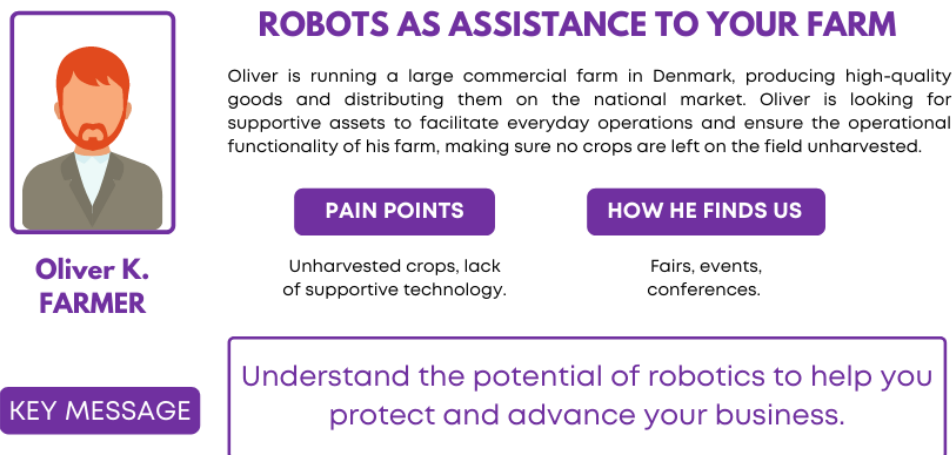 ROBOTS AS ASSISTANCE TO YOUR FARM
Oliver is running a large commercial farm in Denmark, producing high-quality
goods and distributing them on the national market. Oliver is looking for
supportive assets to facilitate everyday operations and ensure the operational
functionality of his farm, making sure no crops are left on the field unharvested.
Oliver K.
FARMER
PAIN POINTS
Unharvested crops, lack
of supportive technology.
HOW HE FINDS US
Fairs, events,
conferences.
KEY MESSAGE
Understand the potential of robotics to help you
protect and advance your business.